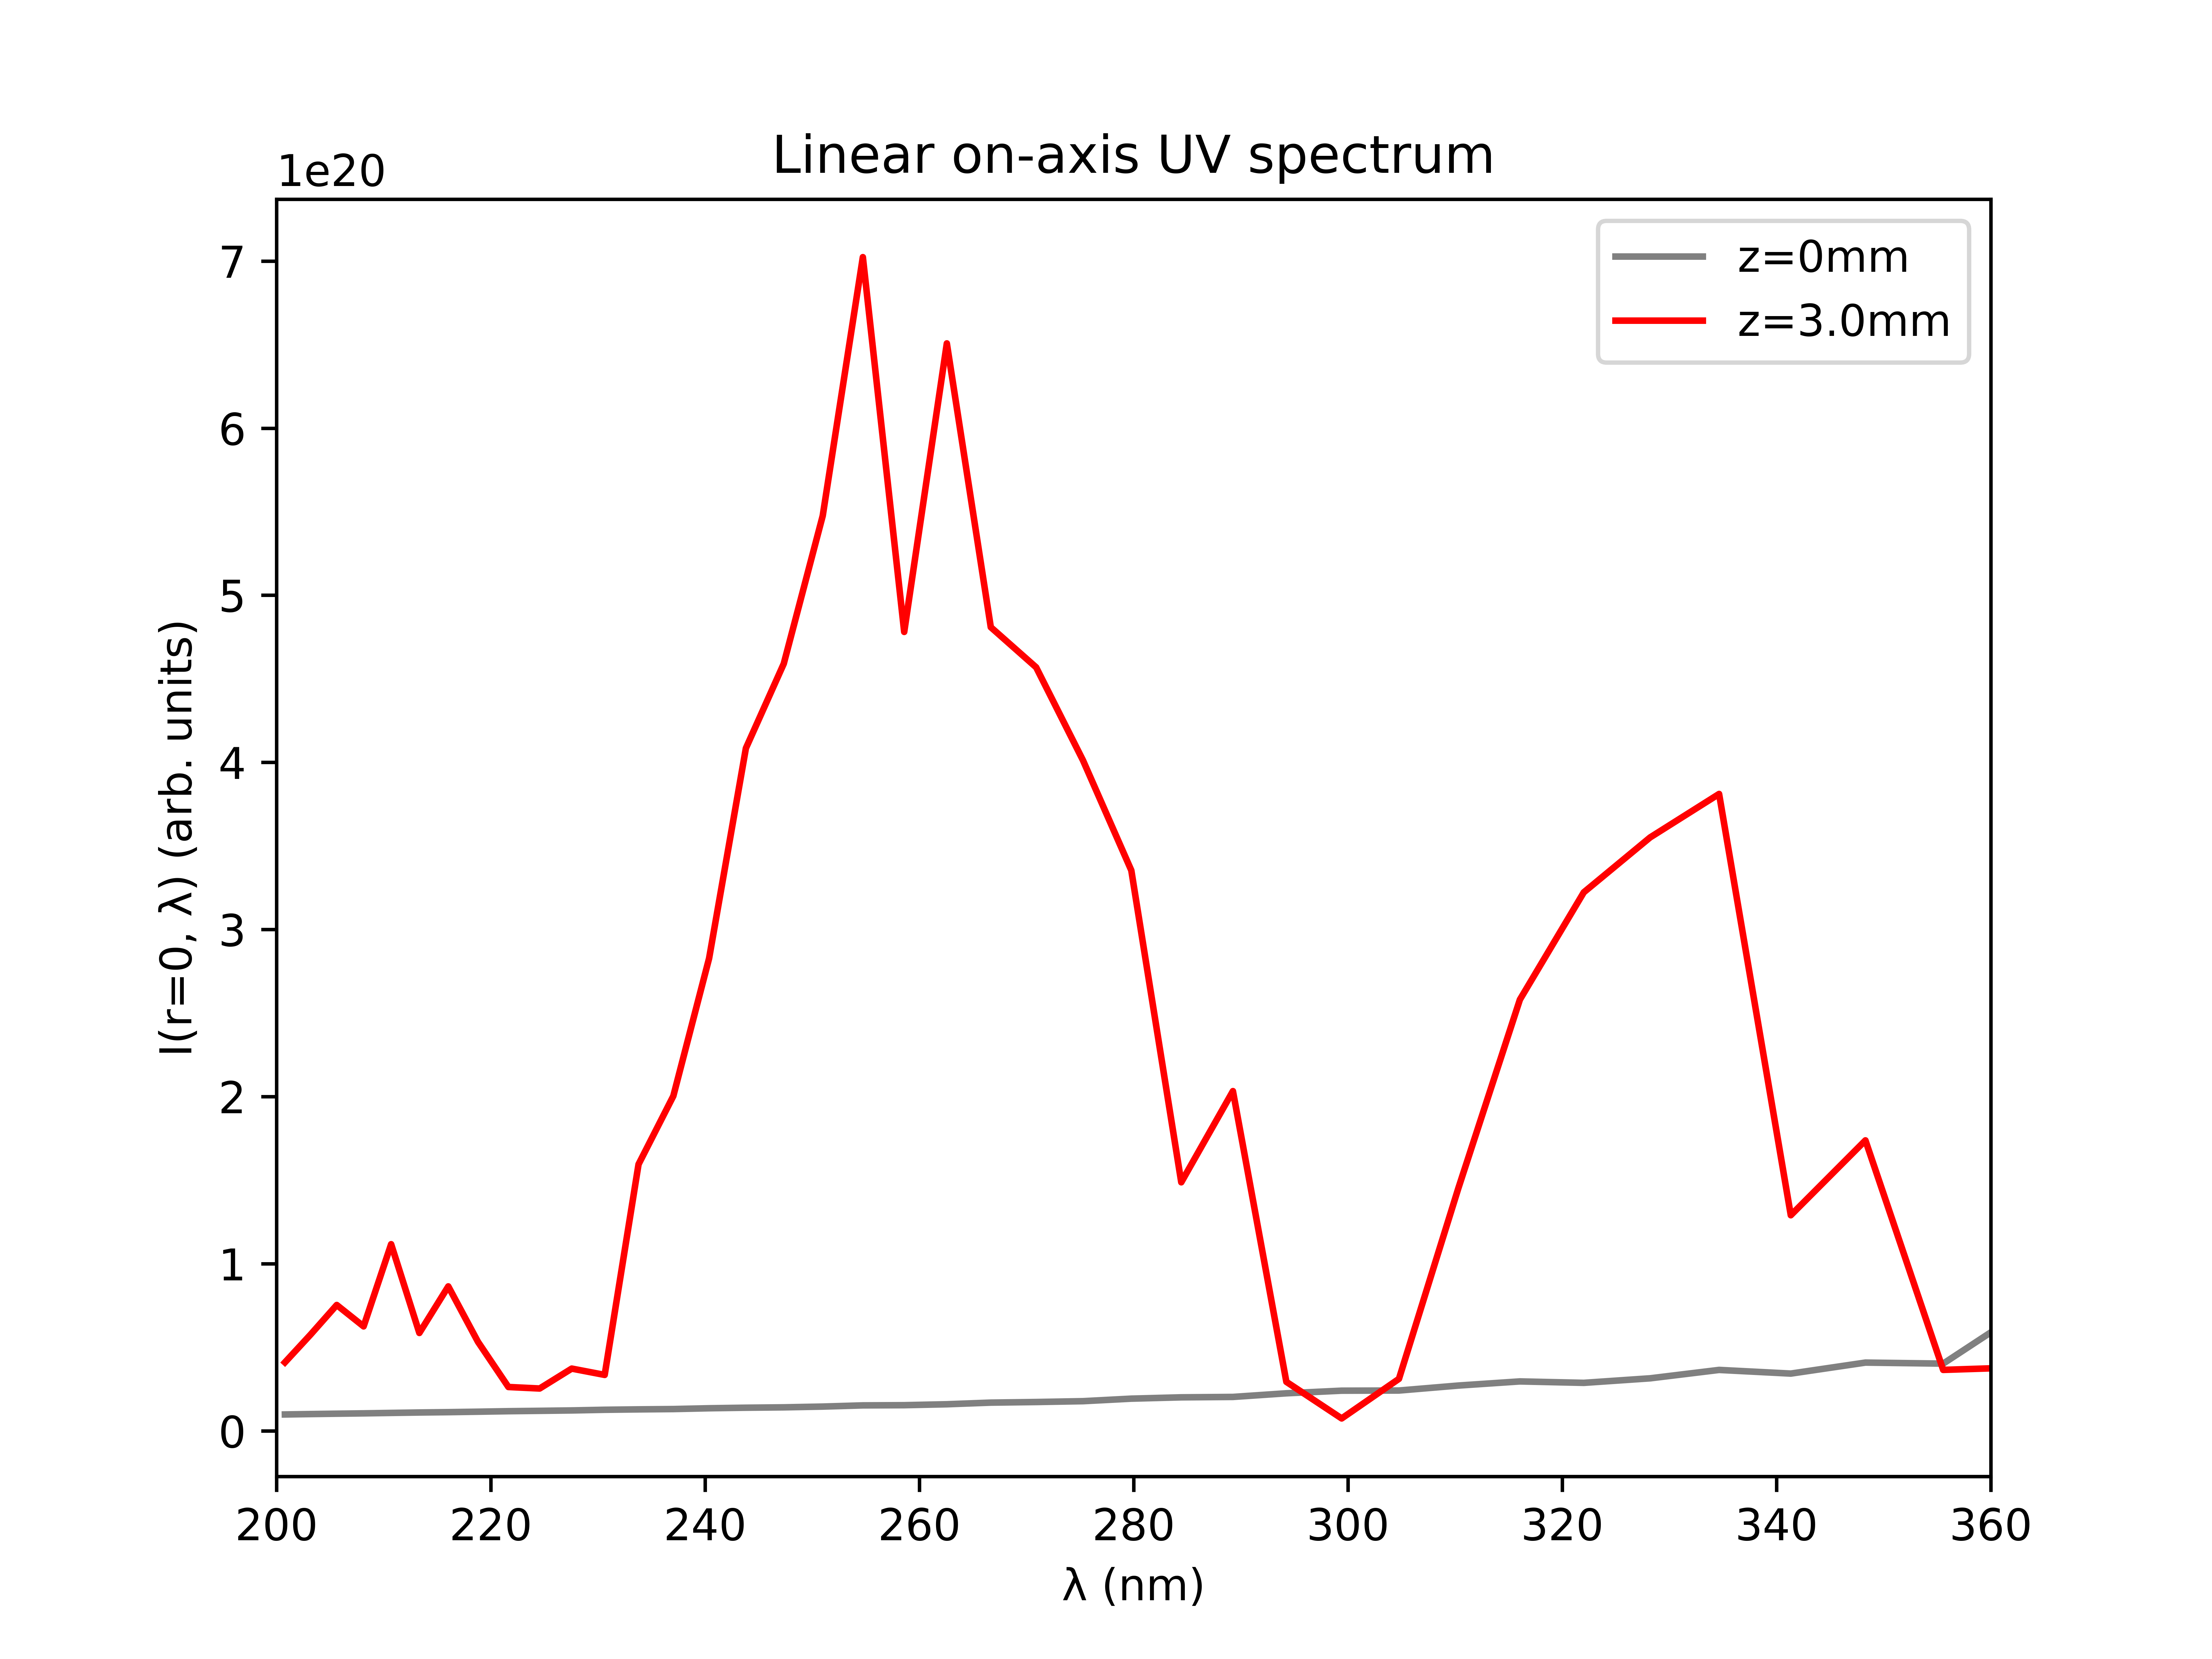 Linear on-axis UV spectrum
1e20
z=0mm
z=3.0mm
7
6
5
4
3
2
1
0
I(r=0, λ) (arb. units)
200 220 240 260 280 300 320 340 360
λ (nm)